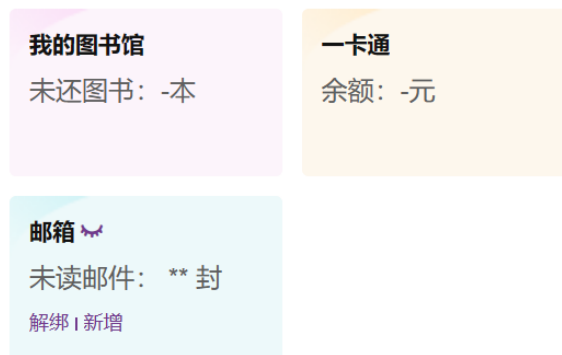 我的图书馆
未还图书：-本
一卡通
余额：-元
邮箱
未读邮件： ** 封
解绑 | 新增